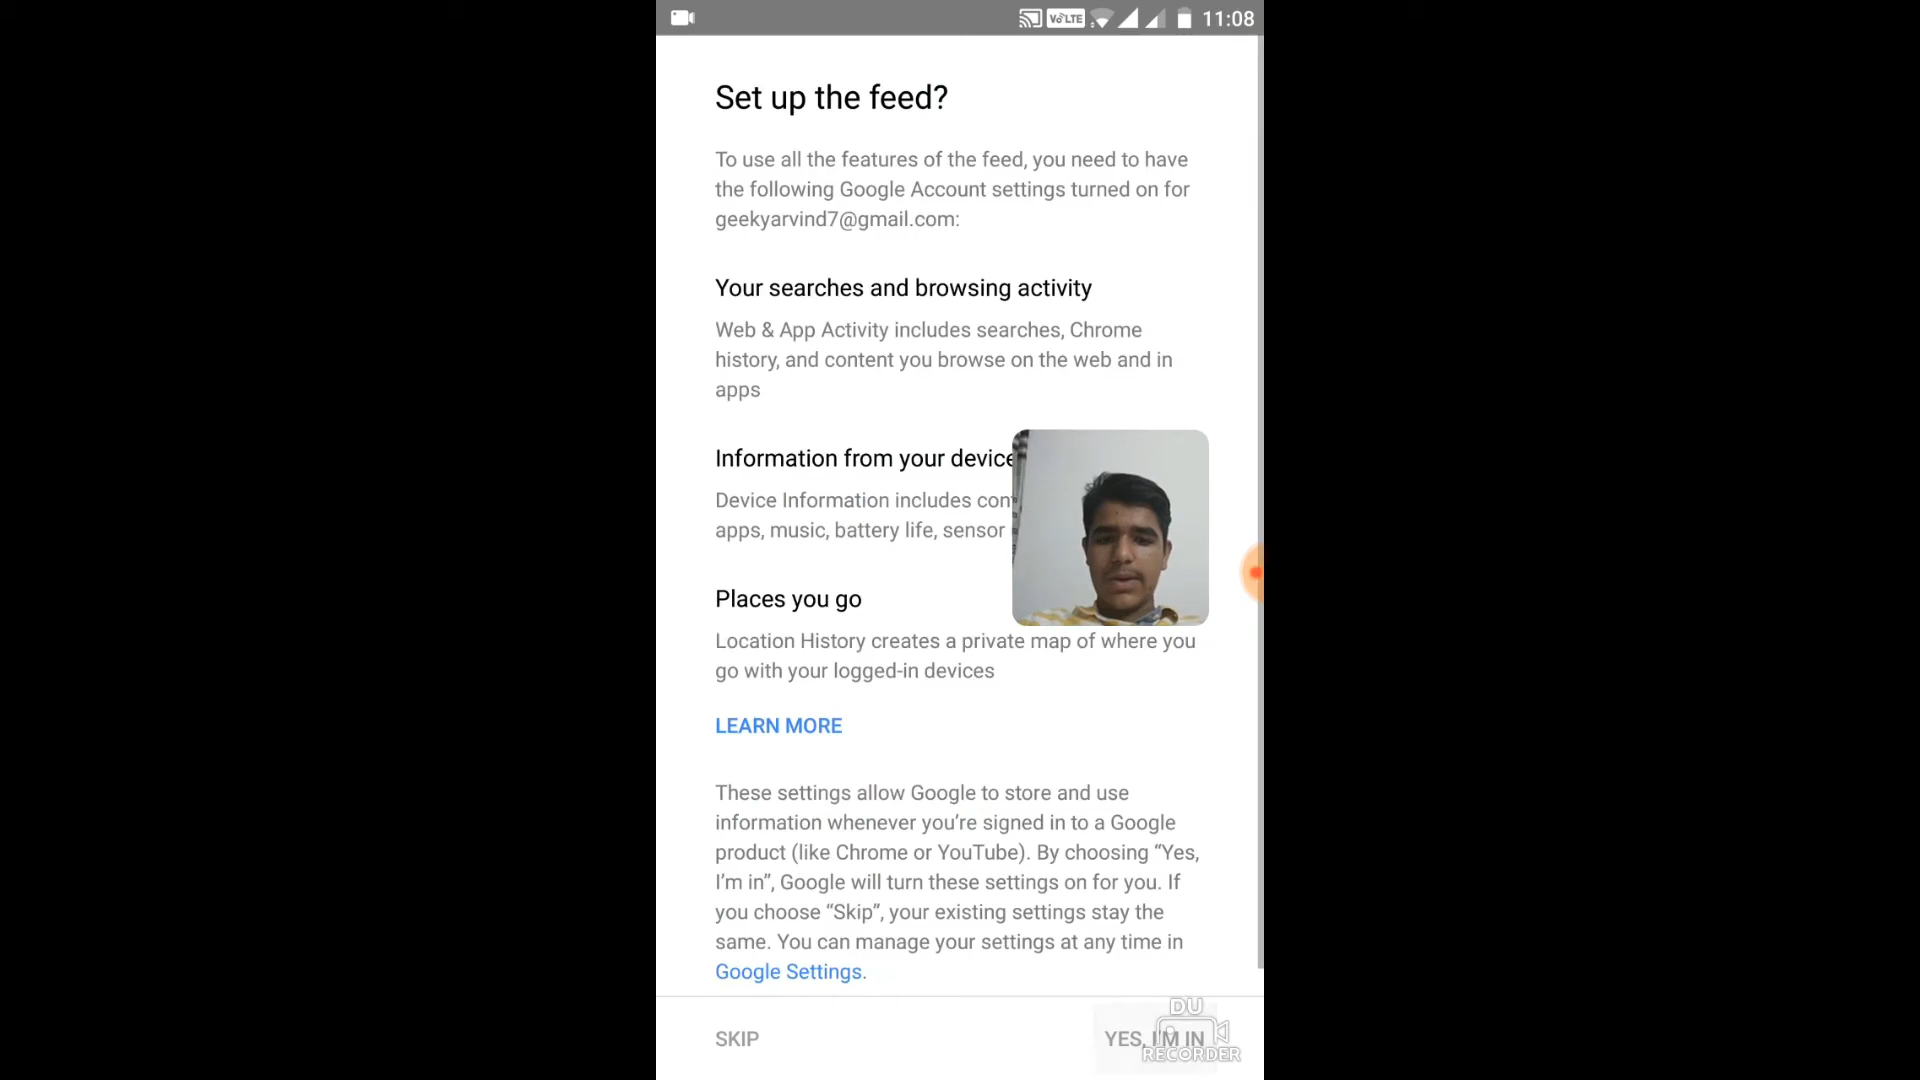 VoLTE 11:08
Set up the feed?
To use all the features of the feed, you need to have
the following Google Account settings turned on for
geekyarvind7@gmail.com:
Your searches and browsing activity
Web & App Activity includes searches, Chrome
history, and content you browse on the web and in
apps
Information from your device
Device Information includes
apps, music, battery life, sensor
Places you go
Location History creates a private map of where you
go with your logged-in devices
LEARN MORE
These settings allow Google to store and use
information whenever you’re signed in to a Google
product (like Chrome or YouTube). By choosing “Yes,
I’m in”, Google will turn these settings on for you. If
you choose “Skip”, your existing settings stay the
same. You can manage your settings at any time in
Google Settings.
SKIP
YES, I’M IN
DU
RECORDER